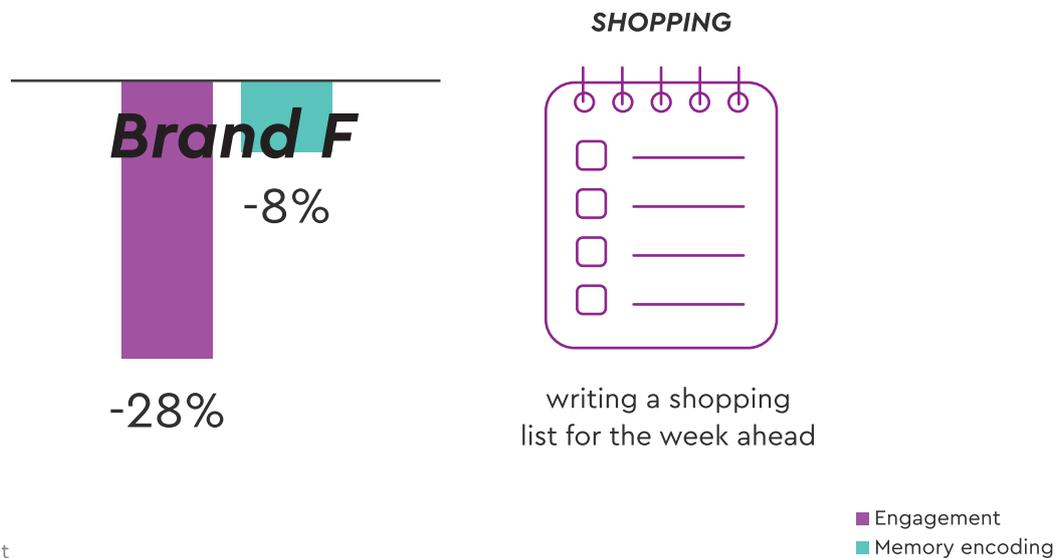 SHOPPING
Brand F
-8%
-28%
writing a shopping
list for the week ahead
Engagement
Memory encoding
t